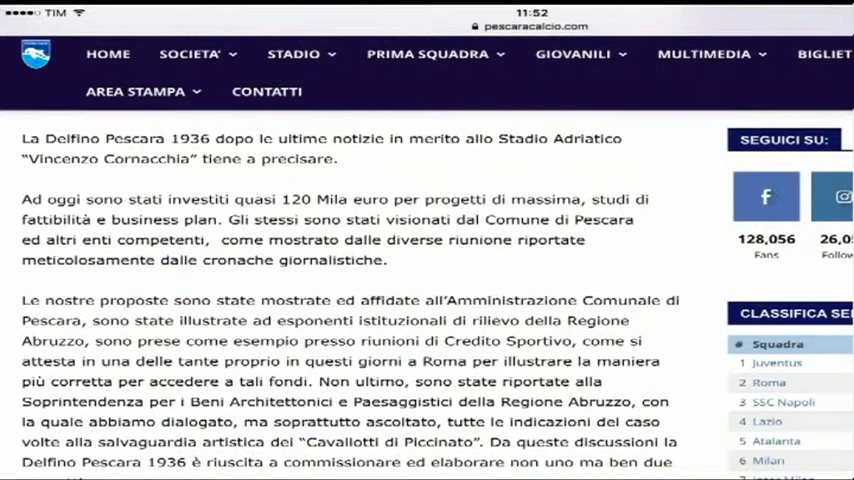 TIM
11:52
pescaracalcio.com
HOME SOCIETA' STADIO PRIMA SQUADRA GIOVANILI MULTIMEDIA BIGLIET
AREA STAMPA CONTATTI
La Delfino Pescara 1936 dopo le ultime notizie in merito allo Stadio Adriatico
“Vincenzo Cornacchia” tiene a precisare.
Ad oggi sono stati investiti quasi 120 Mila euro per progetti di massima, studi di
fattibilità e business plan. Gli stessi sono stati visionati dal Comune di Pescara
ed altri enti competenti, come mostrato dalle diverse riunione riportate
meticolosamente dalle cronache giornalistiche.
Le nostre proposte sono state mostrate ed affidate all’Amministrazione Comunale di
Pescara, sono state illustrate ad esponenti istituzionali di rilievo della Regione
Abruzzo, sono prese come esempio presso riunioni di Credito Sportivo, come si
attesta in una delle tante proprio in questi giorni a Roma per illustrare la maniera
più corretta per accedere a tali fondi. Non ultimo, sono state riportate alla
Soprintendenza per i Beni Architettonici e Paesaggistici della Regione Abruzzo, con
la quale abbiamo dialogato, ma soprattutto ascoltato, tutte le indicazioni del caso
volte alla salvaguardia artistica dei “Cavallotti di Piccinato”. Da queste discussioni la
Delfino Pescara 1936 è riuscita a commissionare ed elaborare non uno ma ben due
SEGUICI SU:
128,056 26,0
Fans Follow
CLASSIFICA SE
# Squadra
1 Juventus
2 Roma
3 SSC Napoli
4 Lazio
5 Atalanta
6 Milan